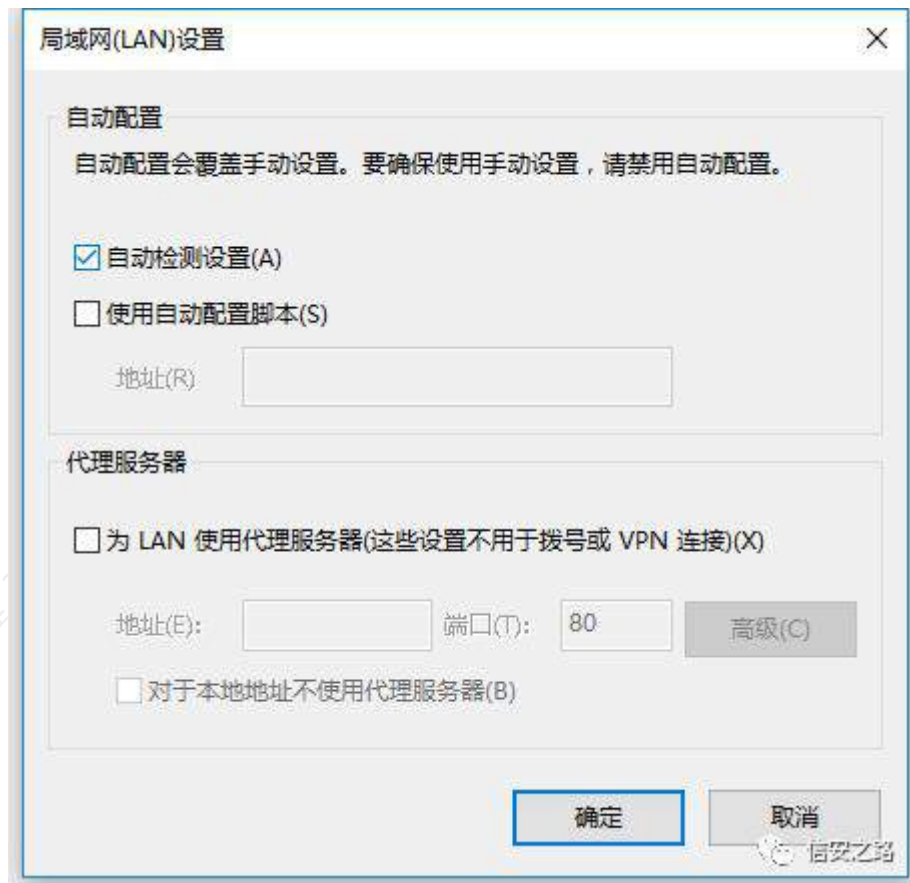 局域网(LAN)设置
自动配置
自动配置会覆盖手动设置。要确保使用手动设置，请禁用自动配置。
自动检测设置(A)
使用自动配置脚本(S)
地址(R)
代理服务器
为 LAN 使用代理服务器(这些设置不用于拨号或 VPN 连接)(X)
地址(E):
端口(T):
80
高级(C)
对于本地地址不使用代理服务器(B)
确定
取消
信安之路